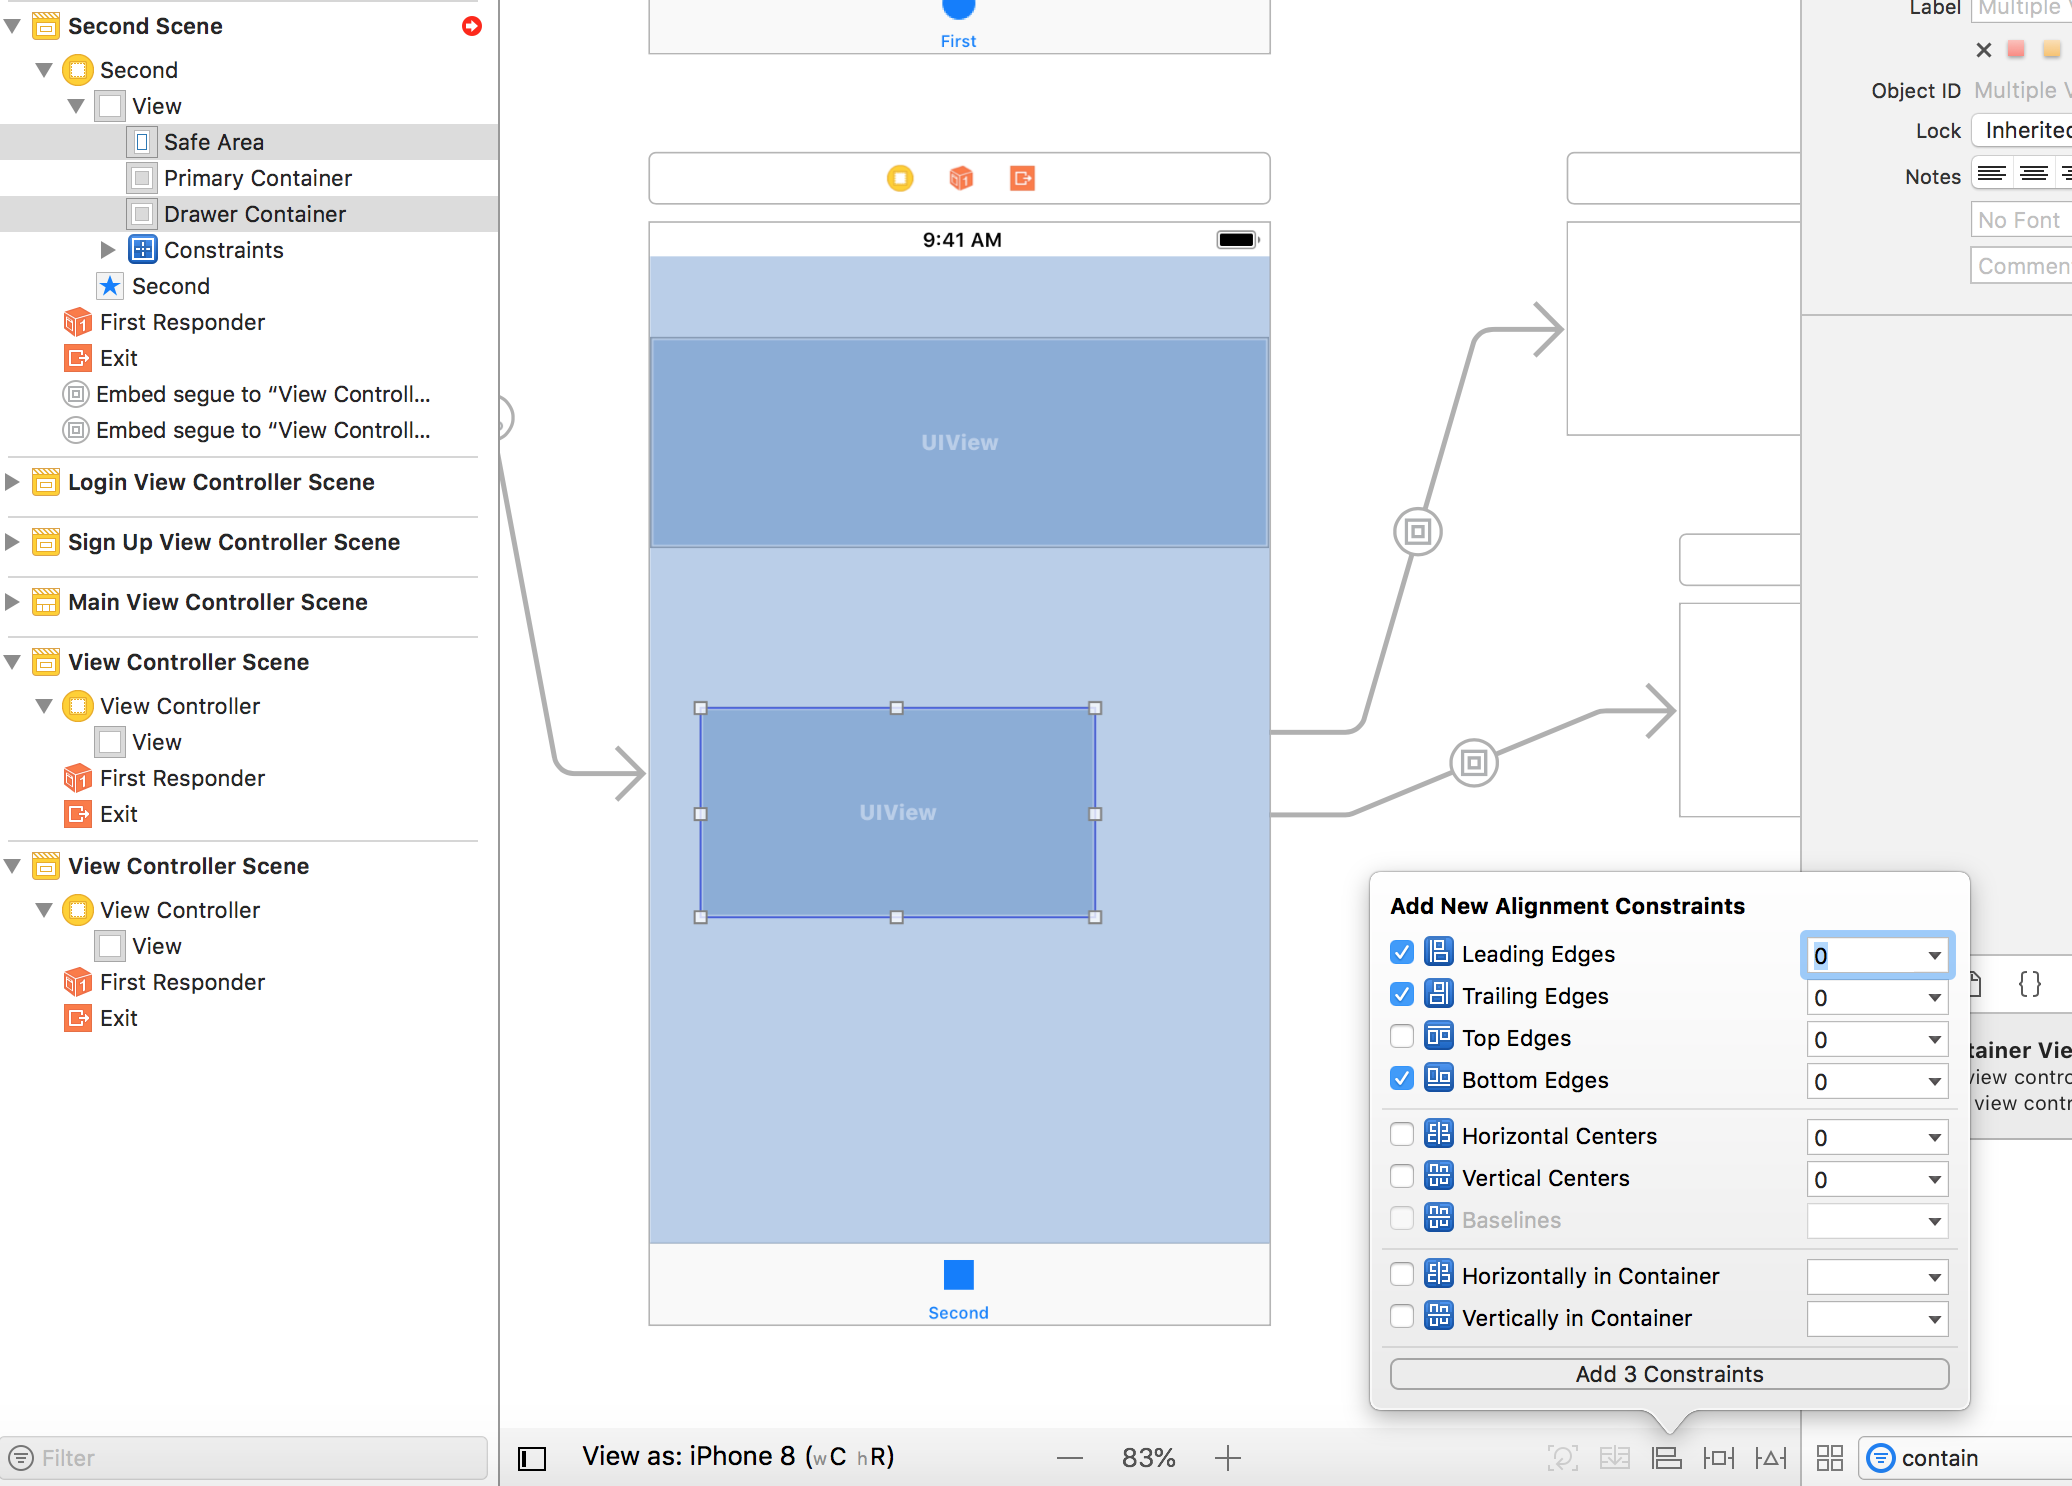 Second Scene
Second
View
Safe Area
Primary Container
Drawer Container
Constraints
Second
First Responder
Exit
Embed segue to “View Controll...
Embed segue to “View Controll...
Login View Controller Scene
Sign Up View Controller Scene
Main View Controller Scene
View Controller Scene
View Controller
View
First Responder
Exit
View Controller Scene
View Controller
View
First Responder
Exit
Filter
First
9:41 AM
UIView
UIView
Second
View as: iPhone 8 (wC hR)
83%
Add New Alignment Constraints
Leading Edges 0
Trailing Edges 0
Top Edges 0
Bottom Edges 0
Horizontal Centers 0
Vertical Centers 0
Baselines
Horizontally in Container
Vertically in Container
Add 3 Constraints
Label Multiple
Object ID Multiple
Lock Inherited
Notes
No Font
Commen
{}
tainer Vie
view contro
view contr
contain